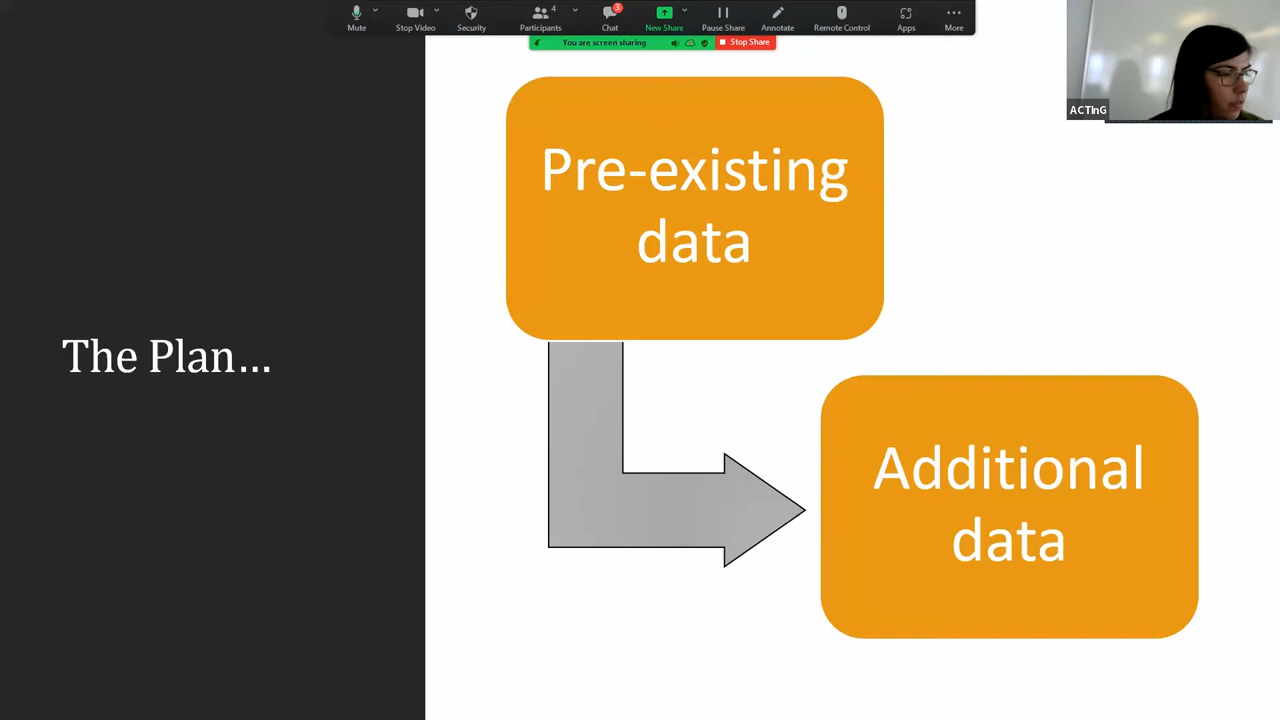 Mute
Stop Video
Security
4
Participants
3
Chat
New Share
Pause Share
Annotate
Remote Control
Apps
More
You are screen sharing
Stop Share
ACTInG
The Plan…
Pre-existing
data
Additional
data